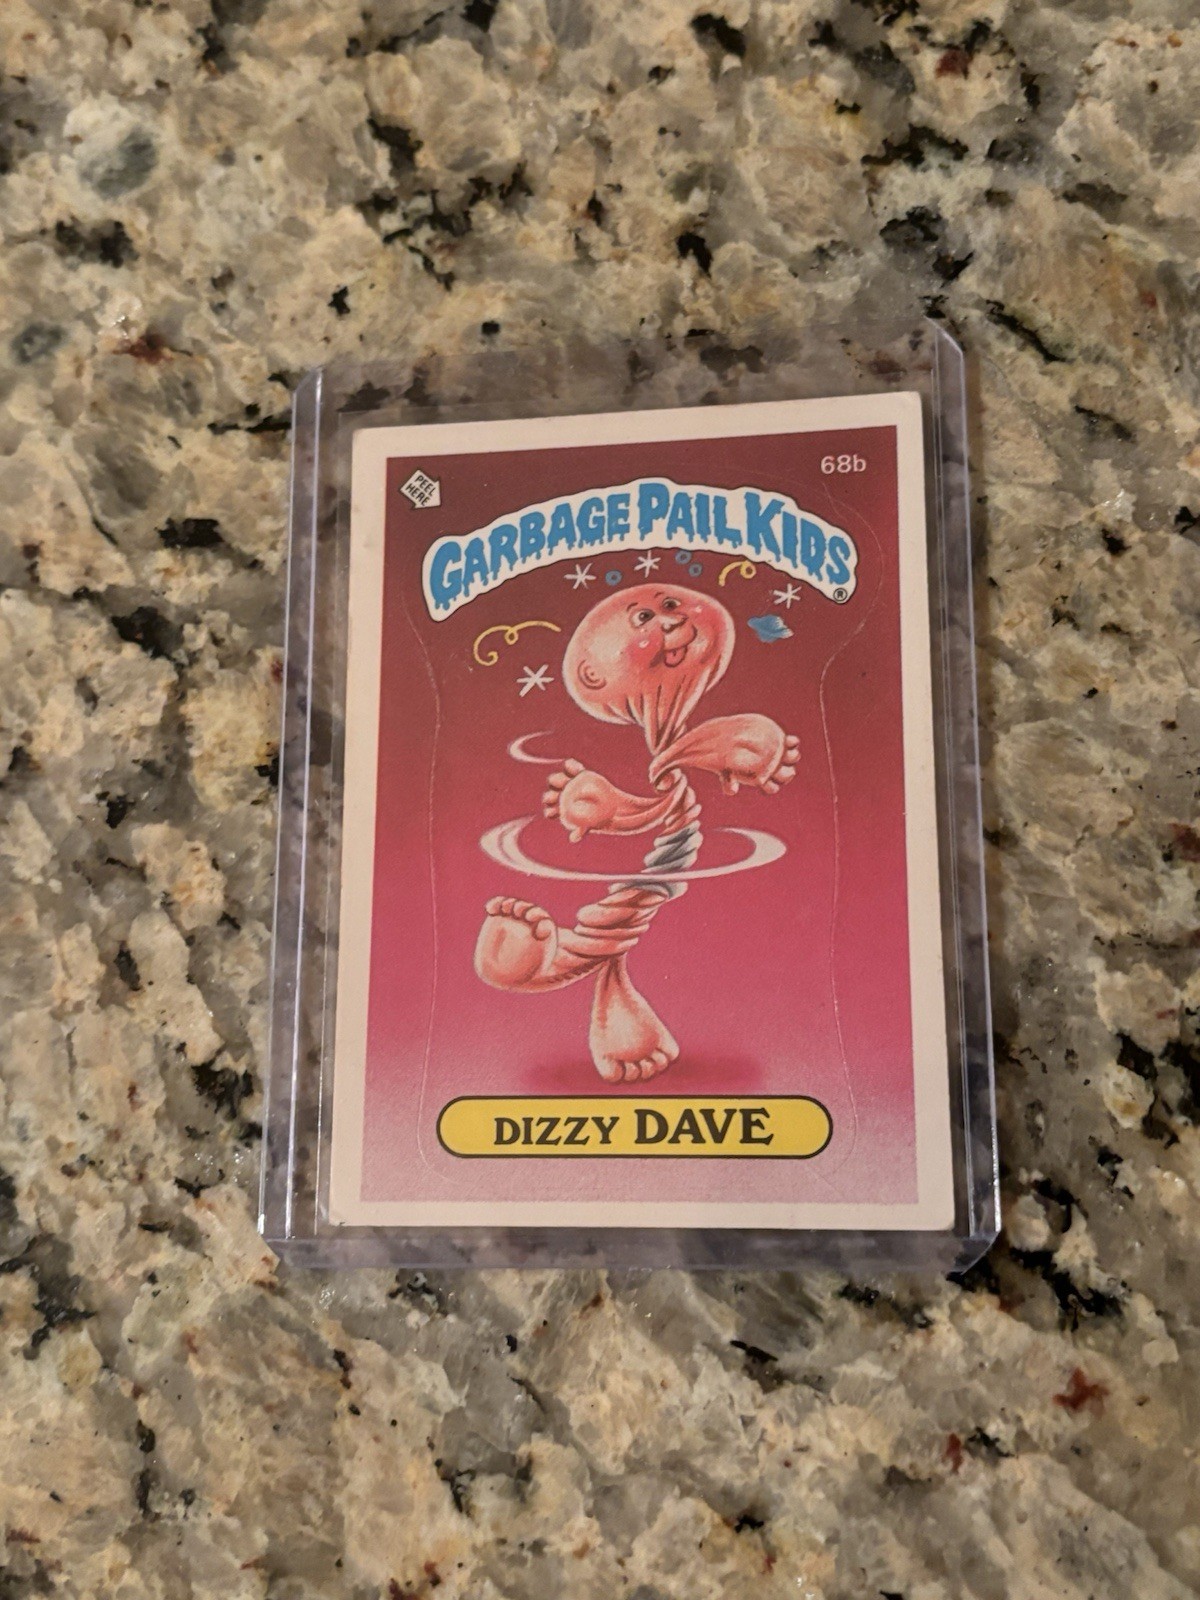 68b
PEEL
HERE
GARBAGE PAIL KIDS
®
DIZZY DAVE